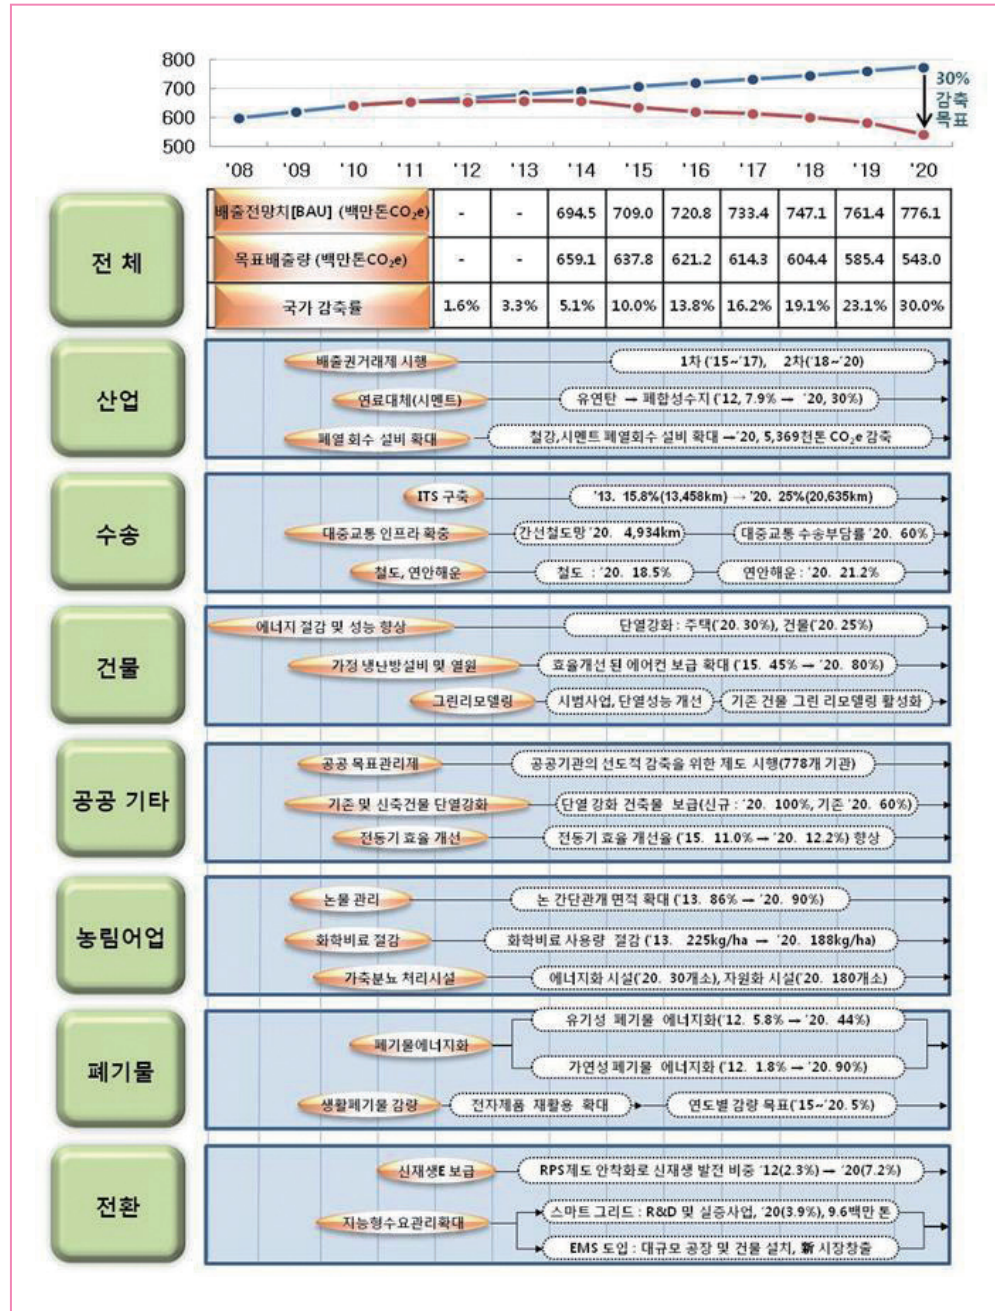 800
700
600
500
30%
감축
목표
'08 '09 '10 '11 '12 '13 '14 '15 '16 '17 '18 '19 '20
전 체
배출전망치[BAU] (백만톤CO₂e) - - 694.5 709.0 720.8 733.4 747.1 761.4 776.1
목표배출량 (백만톤CO₂e) - - 659.1 637.8 621.2 614.3 604.4 585.4 543.0
국가 감축률 1.6% 3.3% 5.1% 10.0% 13.8% 16.2% 19.1% 23.1% 30.0%
산업
배출권거래제 시행 1차 ('15~'17), 2차('18~'20)
연료대체(시멘트) 유연탄 → 폐합성수지 ('12, 7.9% → '20, 30%)
폐열 회수 설비 확대 철강,시멘트 폐열회수 설비 확대 →'20, 5,369천톤 CO₂e 감축
수송
ITS 구축 '13. 15.8%(13,458km) → '20. 25%(20,635km)
대중교통 인프라 확충 간선철도망 '20. 4,934km 대중교통 수송부담률 '20. 60%
철도, 연안해운 철도 : '20. 18.5% 연안해운 : '20. 21.2%
건물
에너지 절감 및 성능 향상 단열강화 : 주택('20. 30%), 건물('20. 25%)
가정 냉난방설비 및 열원 효율개선 된 에어컨 보급 확대 ('15. 45% → '20. 80%)
그린리모델링 시범사업, 단열성능 개선 기존 건물 그린 리모델링 활성화
공공 기타
공공 목표관리제 공공기관의 선도적 감축을 위한 제도 시행(778개 기관)
기존 및 신축건물 단열강화 단열 강화 건축물 보급(신규 : '20. 100%, 기존 '20. 60%)
전동기 효율 개선 전동기 효율 개선율 ('15. 11.0% → '20. 12.2%) 향상
농림어업
논물 관리 논 간단관개 면적 확대 ('13. 86% → '20. 90%)
화학비료 절감 화학비료 사용량 절감 ('13. 225kg/ha → '20. 188kg/ha)
가축분뇨 처리시설 에너지화 시설('20. 30개소), 자원화 시설('20. 180개소)
폐기물
유기성 폐기물 에너지화('12. 5.8% → '20. 44%)
폐기물에너지화
가연성 폐기물 에너지화 ('12. 1.8% → '20. 90%)
생활폐기물 감량 전자제품 재활용 확대 연도별 감량 목표('15~'20. 5%)
전환
신재생E 보급 RPS제도 안착화로 신재생 발전 비중 '12(2.3%) → '20(7.2%)
스마트 그리드 : R&D 및 실증사업, '20(3.9%), 9.6백만 톤
지능형수요관리확대
EMS 도입 : 대규모 공장 및 건물 설치, 新 시장창출